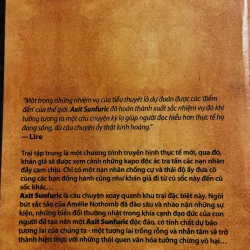 "Một trong những nhiệm vụ của tiểu thuyết là dự đoán được các 'điểm
đến' của thế giới. Axit Sunfuric đã hoàn thành xuất sắc nhiệm vụ đó khi
tưởng tượng ra một câu chuyện kỳ lạ giúp người đọc hiểu hơn thực tế họ
đang sống, dù câu chuyện ấy thật kinh hoàng."
— Lire
Trại tập trung là một chương trình truyền hình thực tế mới, qua đó,
khán giả sẽ được xem cảnh những kapo độc ác tra tấn các nạn nhân
đầy cam chịu. Chỉ có một nạn nhân chống cự và thái độ ấy đưa cô
cùng các bạn đồng hành cũng như khán giả đi từ cú sốc này đến cú
sốc khác...
Axit Sunfuric là câu chuyện xoay quanh khu trại đặc biệt này. Ngòi
bút sắc sảo của Amélie Nothomb đã đào sâu và nhào nặn những sự
kiện, những biến đổi thường nhật trong khía cạnh đạo đức của con
người để tạo nên một Axit Sunfuric độc đáo, có tính chất dự báo
tương lai của chúng ta - một tương lai trống rỗng và nhẫn tâm sẽ trở
thành hiện thực với những thói quen văn hóa tưởng chừng vô hại...